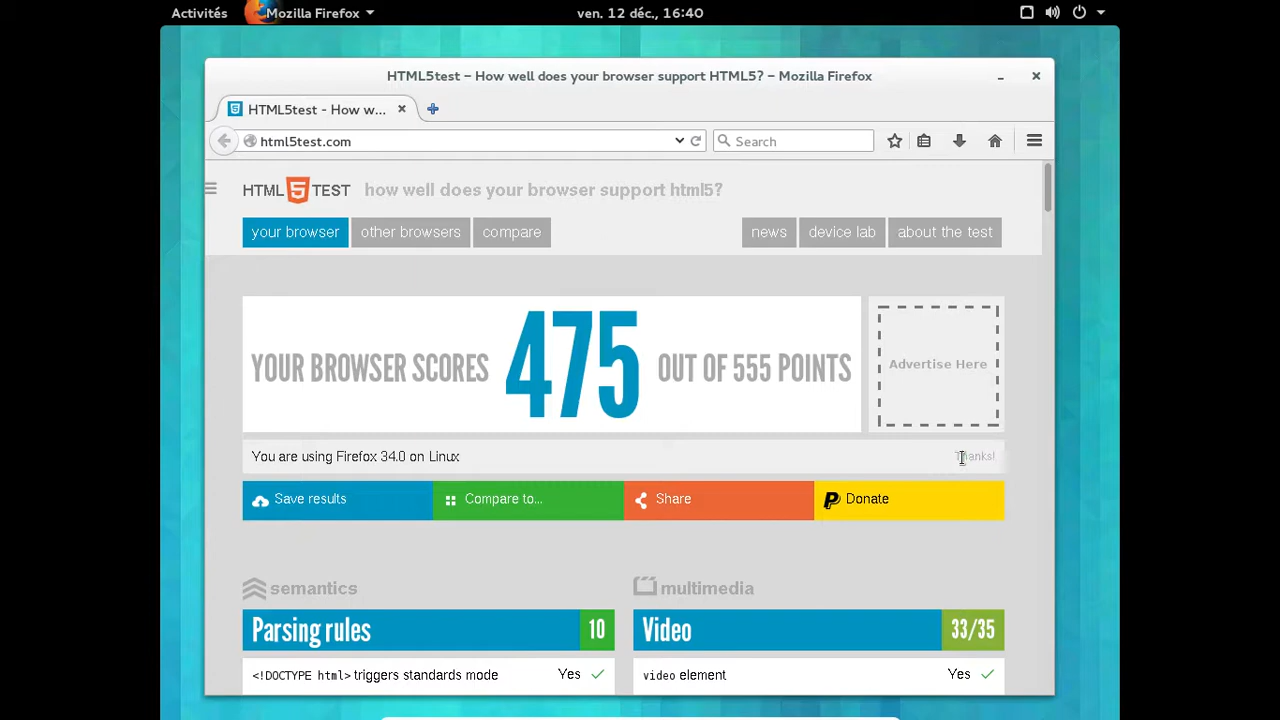 Activités Mozilla Firefox ven. 12 déc., 16:40
HTML5test – How well does your browser support HTML5? – Mozilla Firefox
HTML5test - How w...
html5test.com Search
HTML 5 TEST how well does your browser support html5?
your browser other browsers compare news device lab about the test
YOUR BROWSER SCORES 475 OUT OF 555 POINTS
Advertise Here
You are using Firefox 34.0 on Linux Thanks!
Save results Compare to... Share Donate
semantics multimedia
Parsing rules 10 Video 33/35
<!DOCTYPE html> triggers standards mode Yes ✓ video element Yes ✓